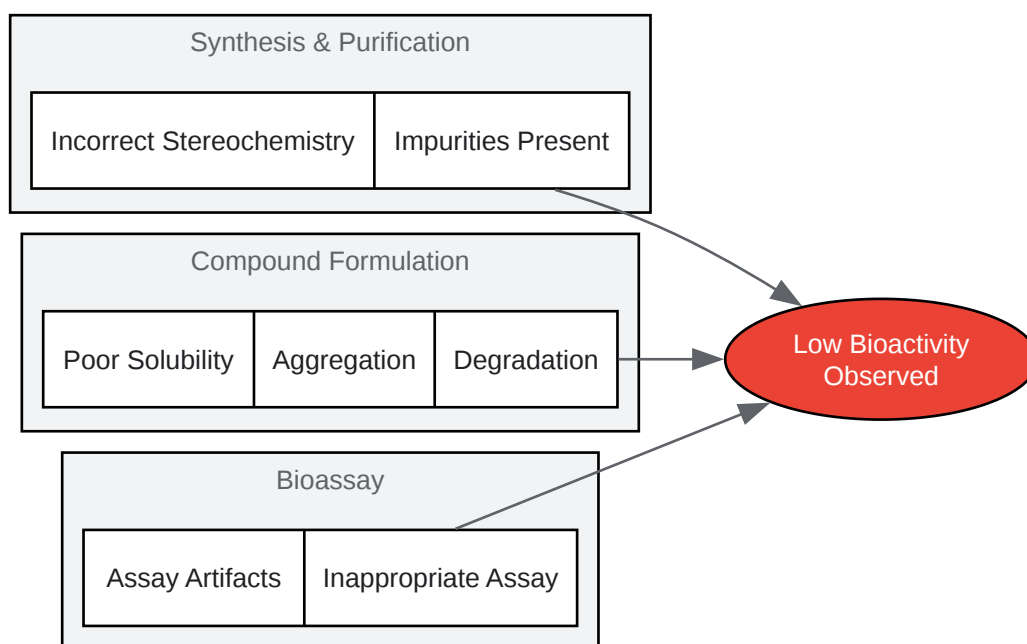 Synthesis & Purification
Incorrect Stereochemistry
Impurities Present
Compound Formulation
Poor Solubility
Aggregation
Degradation
Low Bioactivity
Observed
Bioassay
Assay Artifacts
Inappropriate Assay